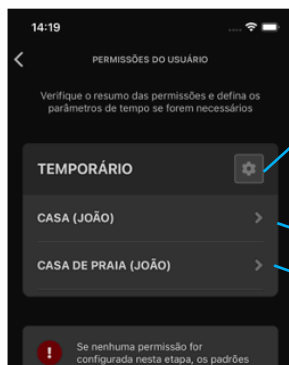 14:19
PERMISSÕES DO USUÁRIO
Verifique o resumo das permissões e defina os
parâmetros de tempo se forem necessários
TEMPORÁRIO
CASA (JOÃO)
CASA DE PRAIA (JOÃO)
Se nenhuma permissão for
configurada nesta etapa, os padrões